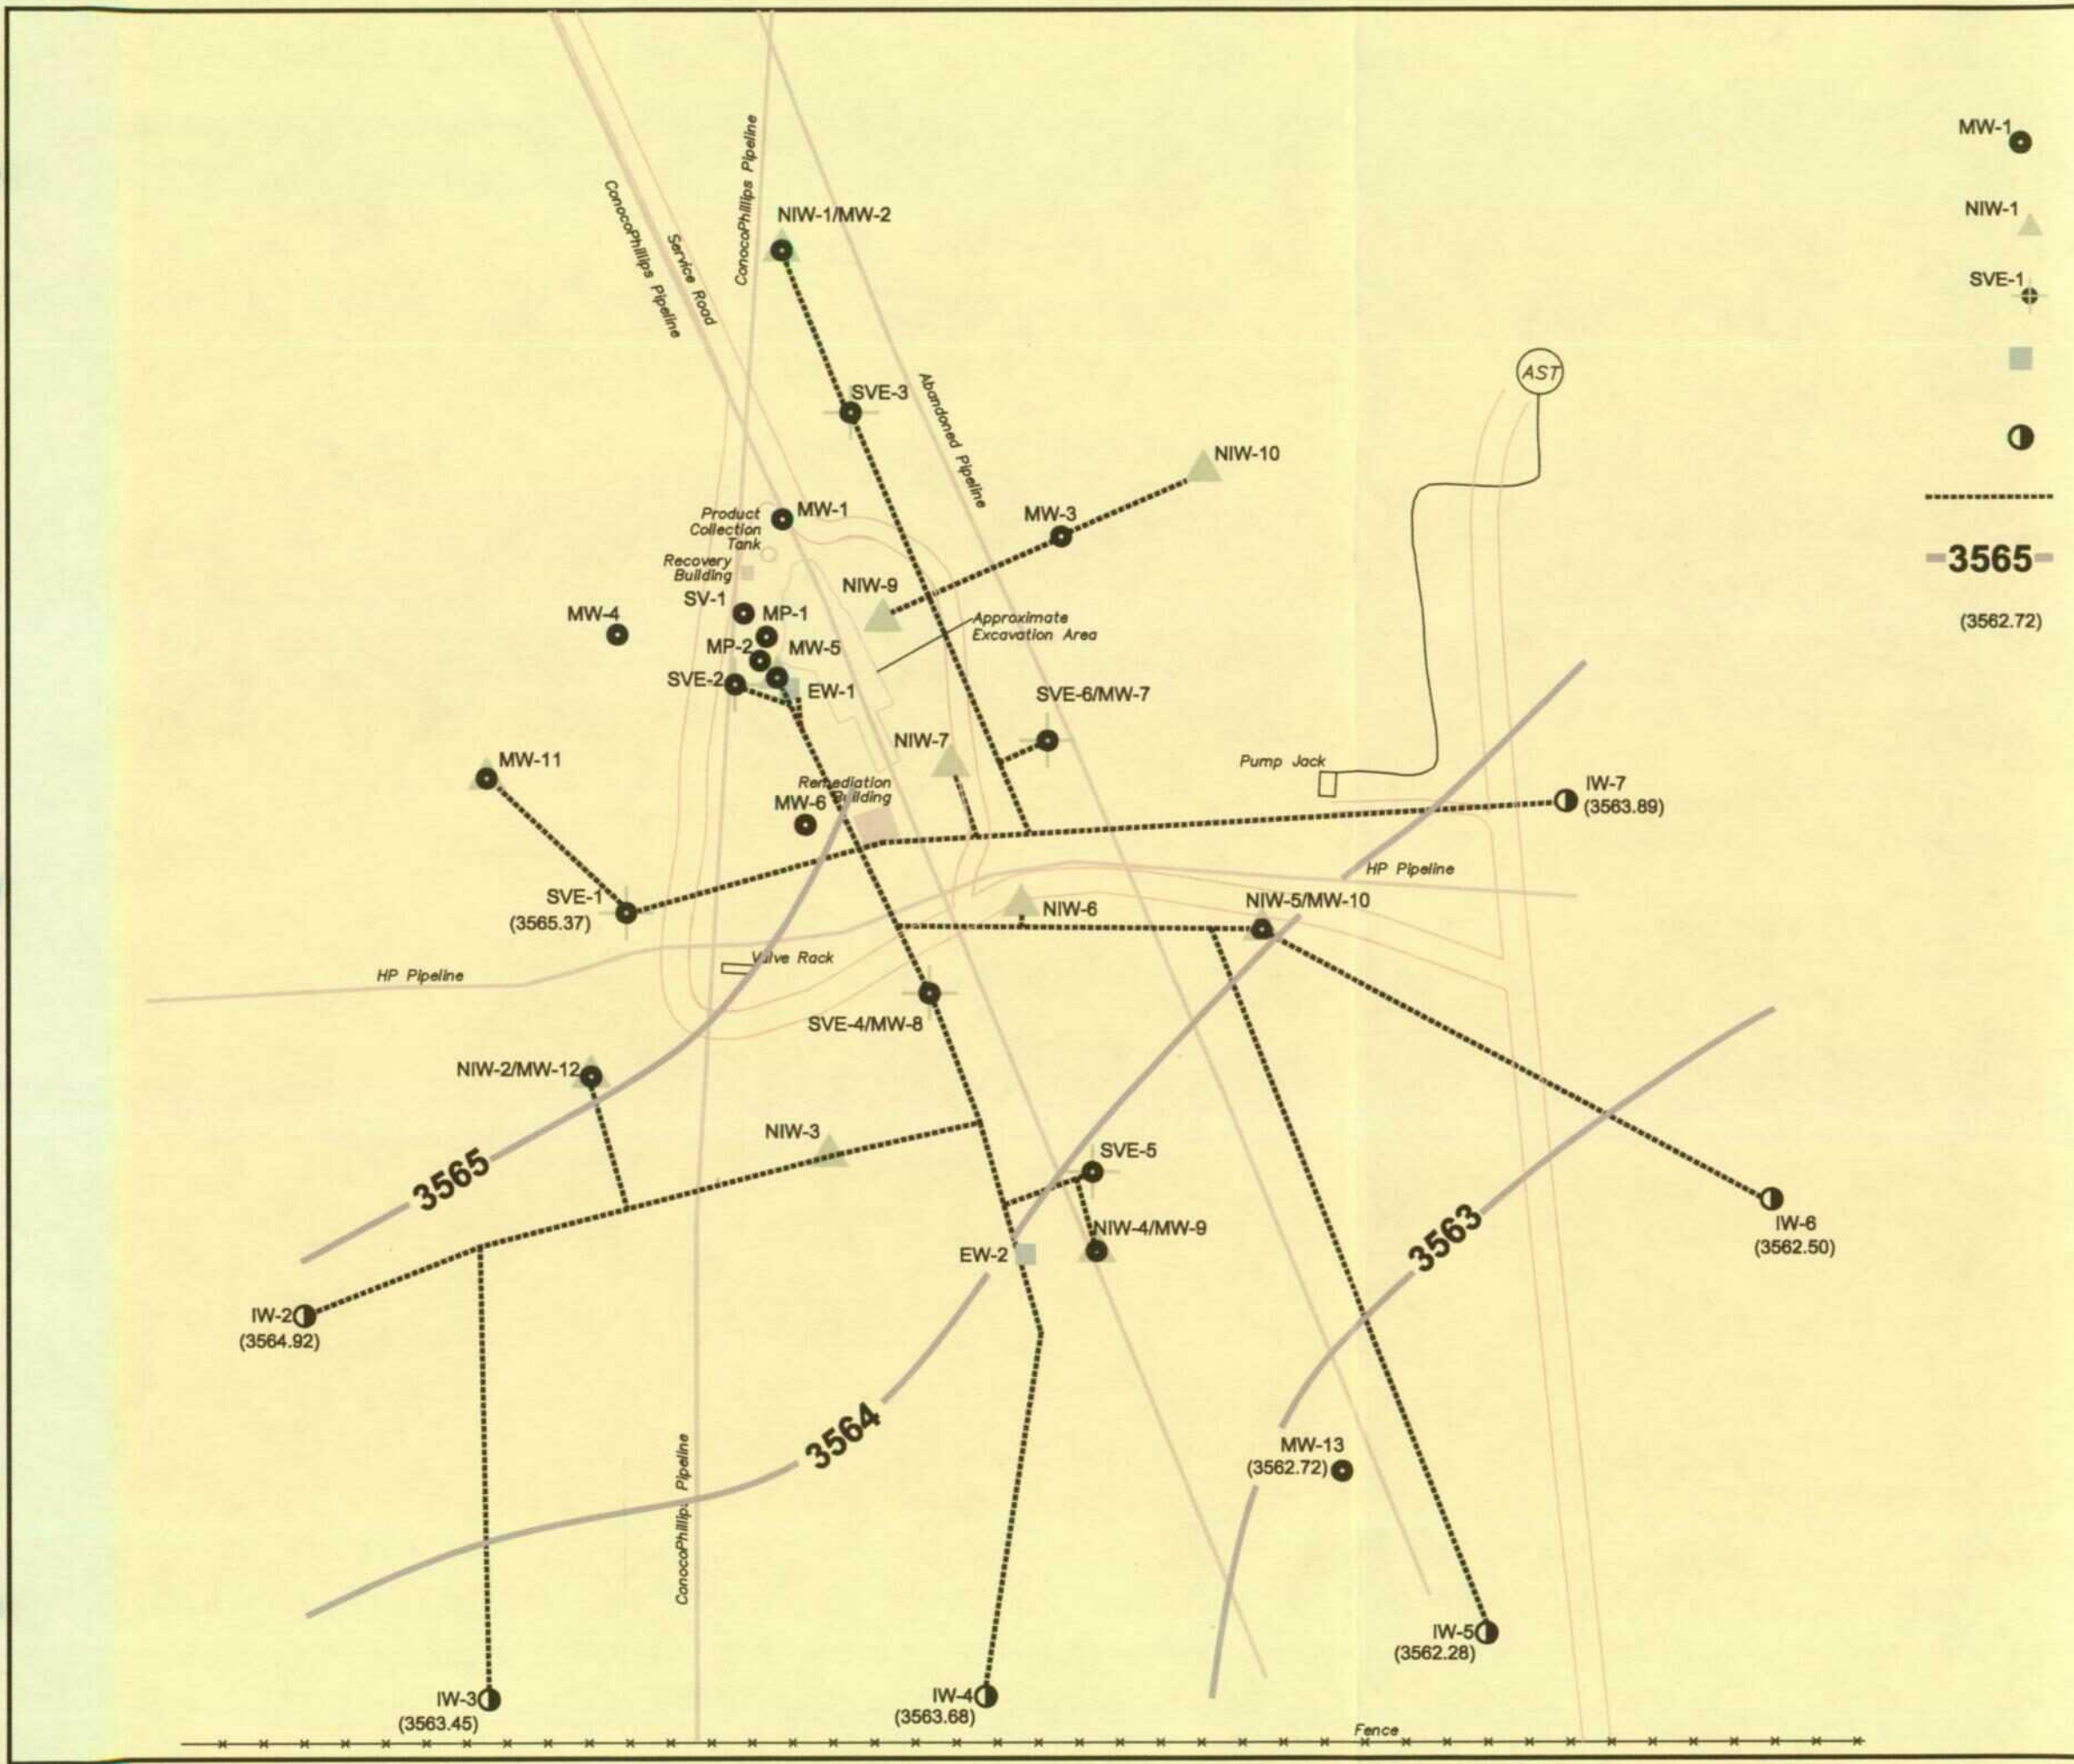 MW-1
NIW-1
SVE-1
3565
(3562.72)
ConocoPhillips Pipeline
Service Road
ConocoPhillips Pipeline
NIW-1/MW-2
SVE-3
Abandoned Pipeline
AST
NIW-10
MW-3
MW-1
Product
Collection
Tank
Recovery
Building
NIW-9
SV-1
MP-1
MW-4
MP-2
MW-5
Approximate
Excavation Area
SVE-2
EW-1
SVE-6/MW-7
NIW-7
MW-11
Pump Jack
Remediation
Building
MW-6
IW-7
(3563.89)
HP Pipeline
SVE-1
(3565.37)
NIW-6
NIW-5/MW-10
Valve Rack
HP Pipeline
SVE-4/MW-8
NIW-2/MW-12
NIW-3
SVE-5
3565
NIW-4/MW-9
3563
IW-6
(3562.50)
EW-2
IW-2
(3564.92)
3564
ConocoPhillips Pipeline
MW-13
(3562.72)
IW-5
(3562.28)
IW-3
(3563.45)
IW-4
(3563.68)
Fence